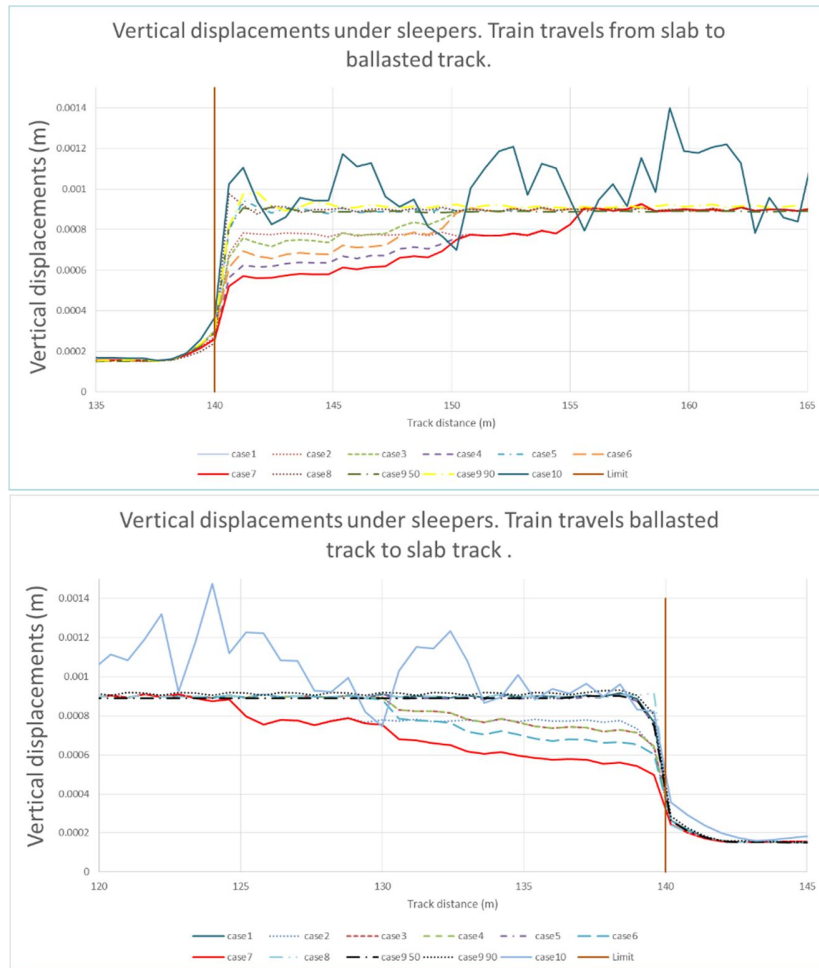 Vertical displacements under sleepers. Train travels from slab to
ballasted track.
Vertical displacements (m)
0.0014
0.0012
0.001
0.0008
0.0006
0.0004
0.0002
0
135 140 145 150 155 160 165
Track distance (m)
case1 case2 case3 case4 case5 case6
case7 case8 case9 50 case9 90 case10 Limit
Vertical displacements under sleepers. Train travels ballasted
track to slab track .
Vertical displacements (m)
0.0014
0.0012
0.001
0.0008
0.0006
0.0004
0.0002
0
120 125 130 135 140 145
Track distance (m)
case1 case2 case3 case4 case5 case6
case7 case8 case9 50 case9 90 case10 Limit